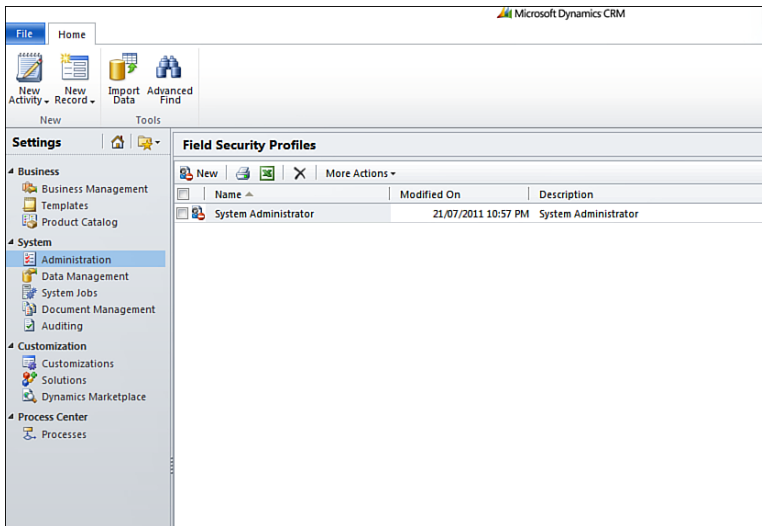 Microsoft Dynamics CRM
File Home
New Activity New Record Import Data Advanced Find
New Tools
Settings
Business
Business Management
Templates
Product Catalog
System
Administration
Data Management
System Jobs
Document Management
Auditing
Customization
Customizations
Solutions
Dynamics Marketplace
Process Center
Processes
Field Security Profiles
New More Actions
Name Modified On Description
System Administrator 21/07/2011 10:57 PM System Administrator